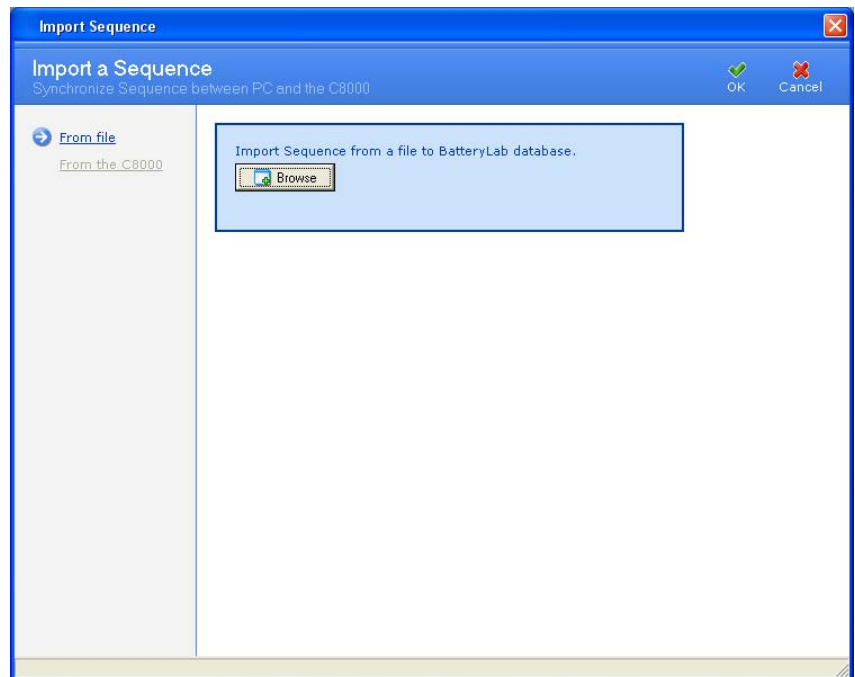 Import Sequence
Import a Sequence
Synchronize Sequence between PC and the C8000
OK
Cancel
From file
From the C8000
Import Sequence from a file to BatteryLab database.
Browse